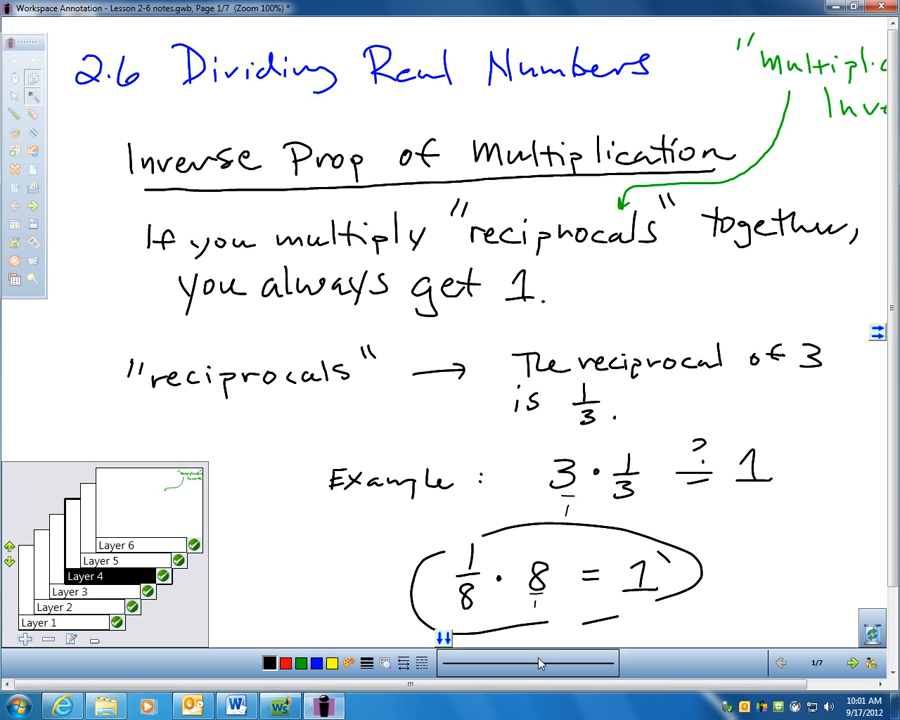 Workspace Annotation - Lesson 2-6 notes.gwb, Page 1/7 (Zoom 100%) *
2.6 Dividing Real Numbers
"Multiplic
Inv
Inverse Prop of Multiplication
If you multiply "reciprocals" together,
you always get 1.
"reciprocals" → The reciprocal of 3
is 1/3.
Example: 3 · 1/3 ≟ 1
1
1/8 · 8 = 1
1
Layer 6
Layer 5
Layer 4
Layer 3
Layer 2
Layer 1
1/7
10:01 AM
9/17/2012